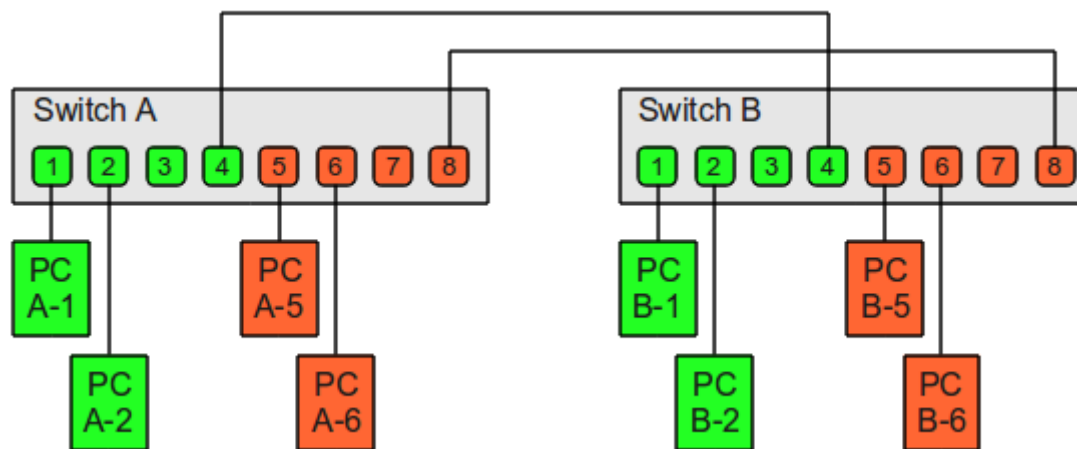 Switch A
1 2 3 4 5 6 7 8
Switch B
1 2 3 4 5 6 7 8
PC
A-1
PC
A-5
PC
B-1
PC
B-5
PC
A-2
PC
A-6
PC
B-2
PC
B-6